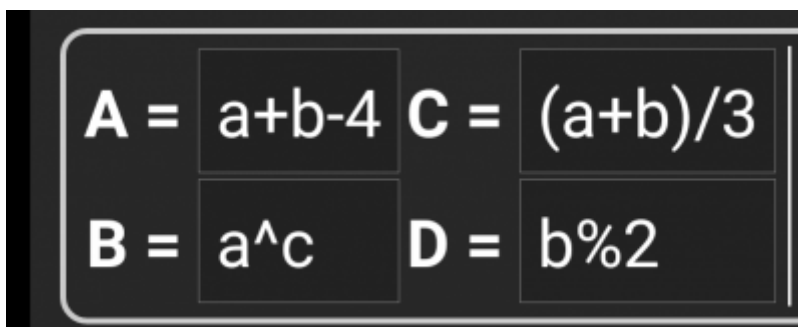 A = a+b-4 C = (a+b)/3
B = a^c D = b%2